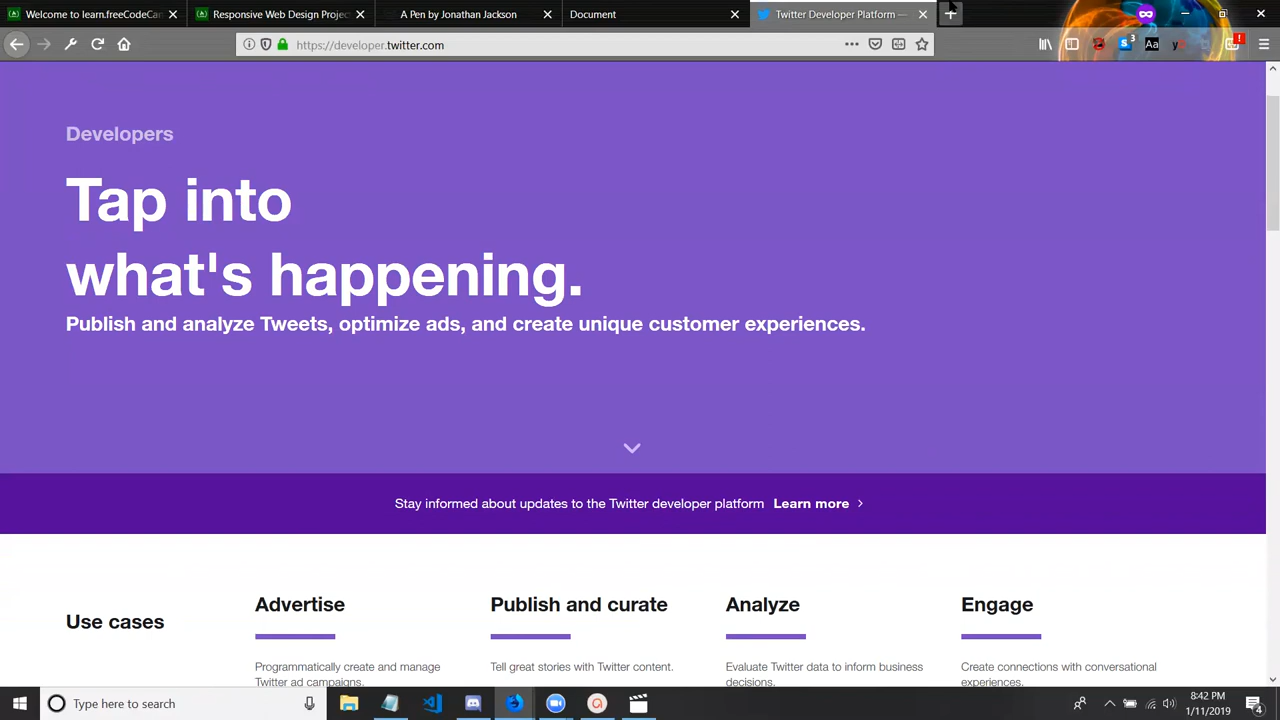 Welcome to learn.freeCodeCan
Responsive Web Design Proje
A Pen by Jonathan Jackson
Document
Twitter Developer Platform —
https://developer.twitter.com
3
Aa
!
Developers
Tap into
what's happening.
Publish and analyze Tweets, optimize ads, and create unique customer experiences.
Stay informed about updates to the Twitter developer platform Learn more
Use cases
Advertise
Programmatically create and manage
Twitter ad campaigns.
Publish and curate
Tell great stories with Twitter content.
Analyze
Evaluate Twitter data to inform business
decisions.
Engage
Create connections with conversational
experiences.
Type here to search
8:42 PM
1/11/2019
4